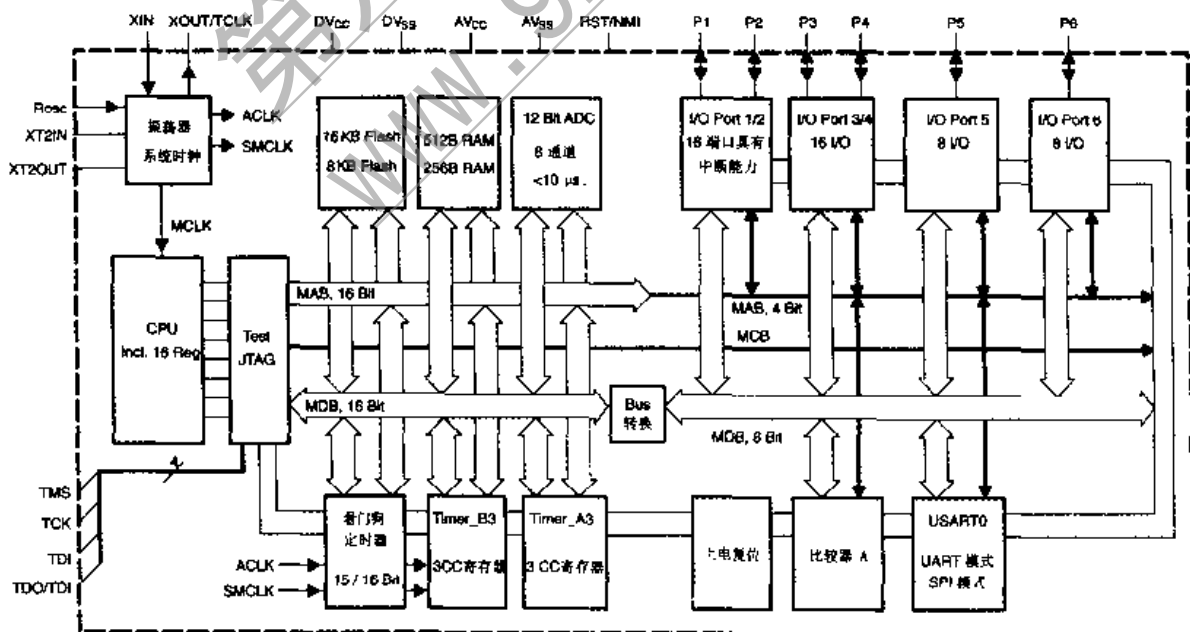 XIN
XOUT/TCLK
DVcc
DVss
AVcc
AVss
RST/NMI
P1
P2
P3
P4
P5
P6
Rosc
XT2IN
XT2OUT
振荡器
系统时钟
ACLK
SMCLK
16 KB Flash
8KB Flash
512B RAM
256B RAM
12 Bit ADC
8 通道
<10 μs.
I/O Port 1/2
16 端口具有
中断能力
I/O Port 3/4
16 I/O
I/O Port 5
8 I/O
I/O Port 6
8 I/O
MCLK
CPU
Incl. 16 Reg
Test
JTAG
MAB, 16 Bit
MAB, 4 Bit
MCB
MDB, 16 Bit
Bus
转换
MDB, 8 Bit
4
TMS
TCK
TDI
TDO/TDI
ACLK
SMCLK
看门狗
定时器
15 / 16 Bit
Timer_B3
3CC寄存器
Timer_A3
3 CC寄存器
上电复位
比较器 A
USART0
UART 模式
SPI 模式
www.